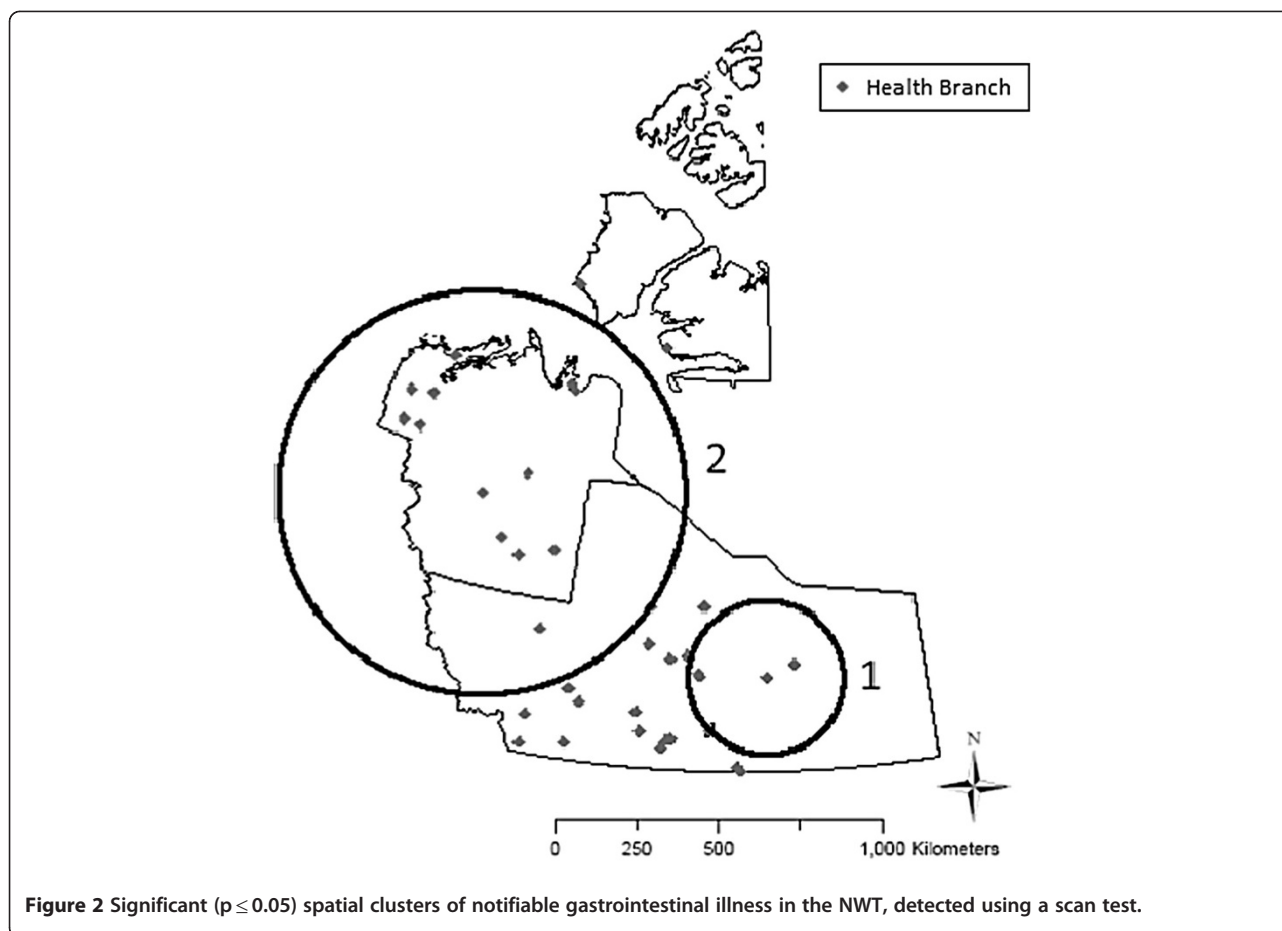 Health Branch
2
1
N
0 250 500 1,000 Kilometers
Figure 2 Significant (p ≤ 0.05) spatial clusters of notifiable gastrointestinal illness in the NWT, detected using a scan test.